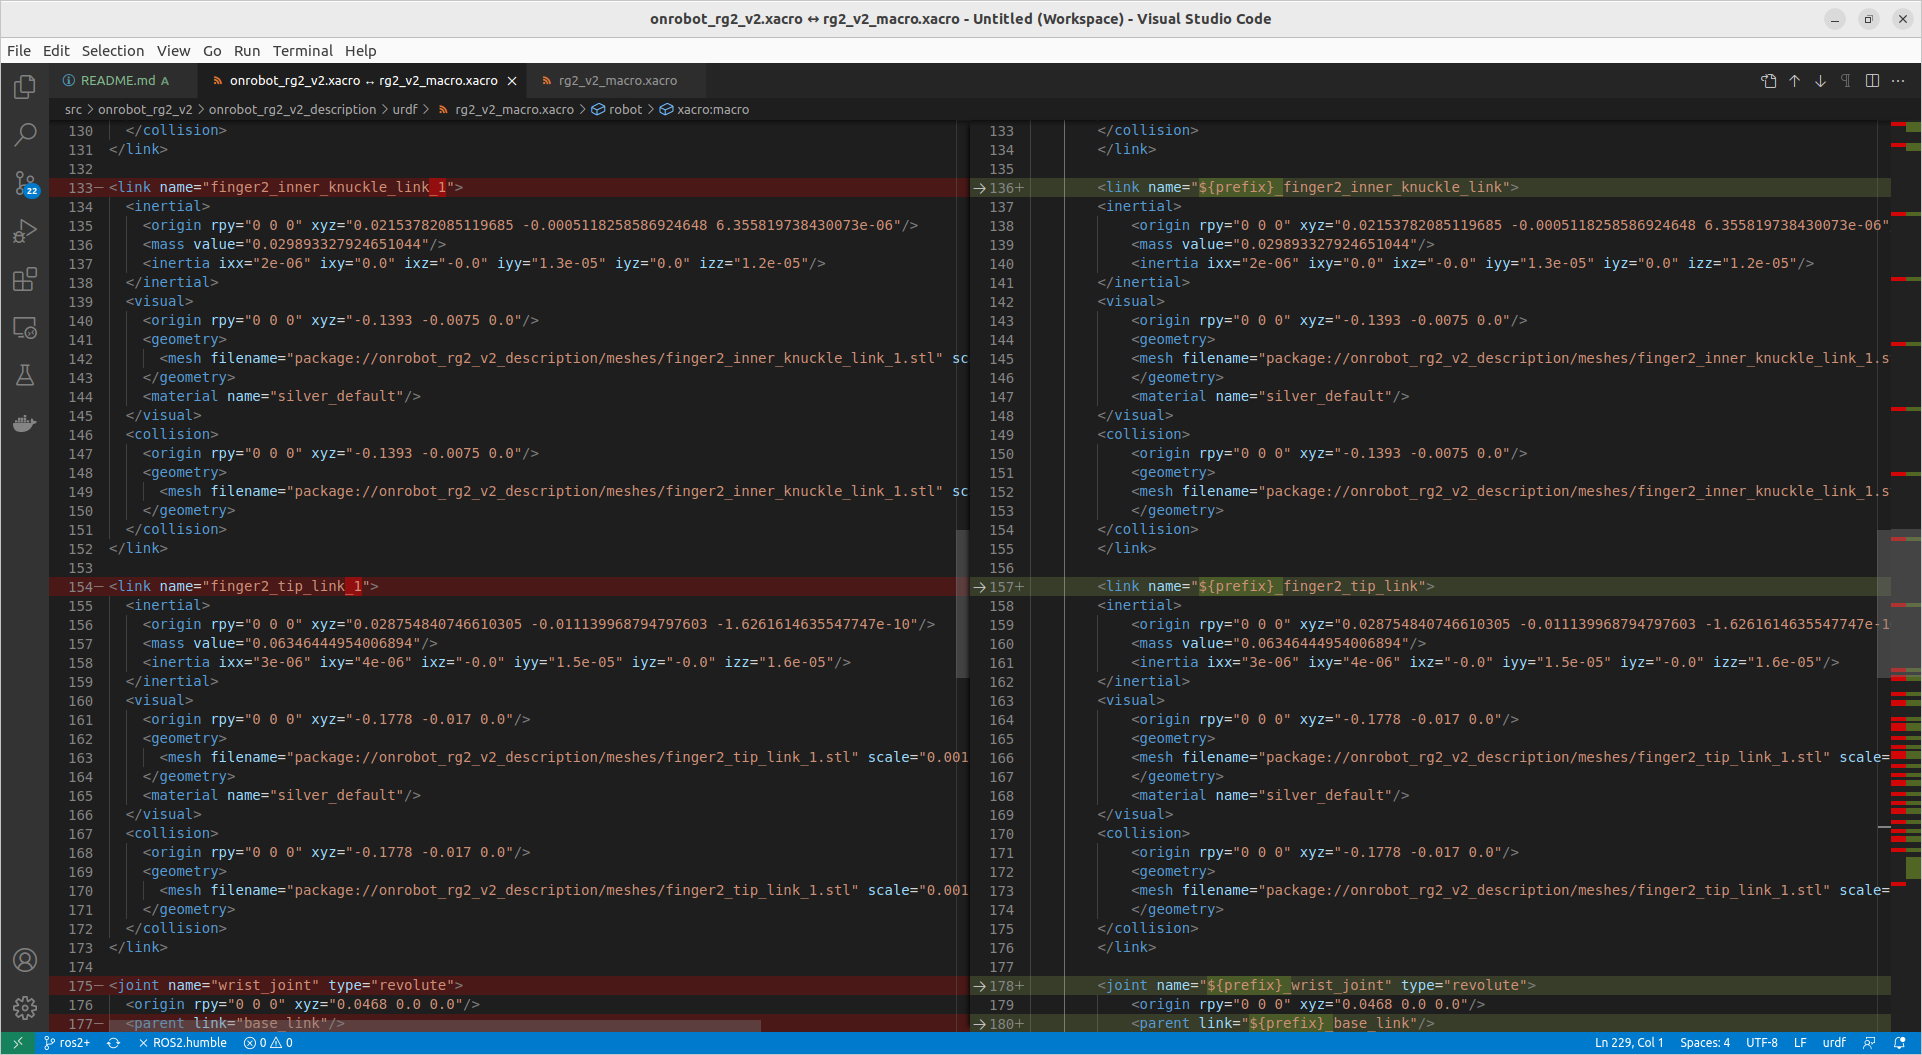 onrobot_rg2_v2.xacro ↔ rg2_v2_macro.xacro - Untitled (Workspace) - Visual Studio Code
File Edit Selection View Go Run Terminal Help
README.md A
onrobot_rg2_v2.xacro ↔ rg2_v2_macro.xacro
rg2_v2_macro.xacro
src > onrobot_rg2_v2 > onrobot_rg2_v2_description > urdf > rg2_v2_macro.xacro > robot > xacro:macro
22
130 </collision>
131 </link>
132
133− <link name="finger2_inner_knuckle_link_1">
134 <inertial>
135 <origin rpy="0 0 0" xyz="0.02153782085119685 -0.0005118258586924648 6.355819738430073e-06"/>
136 <mass value="0.029893327924651044"/>
137 <inertia ixx="2e-06" ixy="0.0" ixz="-0.0" iyy="1.3e-05" iyz="0.0" izz="1.2e-05"/>
138 </inertial>
139 <visual>
140 <origin rpy="0 0 0" xyz="-0.1393 -0.0075 0.0"/>
141 <geometry>
142 <mesh filename="package://onrobot_rg2_v2_description/meshes/finger2_inner_knuckle_link_1.stl" sc
143 </geometry>
144 <material name="silver_default"/>
145 </visual>
146 <collision>
147 <origin rpy="0 0 0" xyz="-0.1393 -0.0075 0.0"/>
148 <geometry>
149 <mesh filename="package://onrobot_rg2_v2_description/meshes/finger2_inner_knuckle_link_1.stl" sc
150 </geometry>
151 </collision>
152 </link>
153
154− <link name="finger2_tip_link_1">
155 <inertial>
156 <origin rpy="0 0 0" xyz="0.028754840746610305 -0.011139968794797603 -1.6261614635547747e-10"/>
157 <mass value="0.06346444954006894"/>
158 <inertia ixx="3e-06" ixy="4e-06" ixz="-0.0" iyy="1.5e-05" iyz="-0.0" izz="1.6e-05"/>
159 </inertial>
160 <visual>
161 <origin rpy="0 0 0" xyz="-0.1778 -0.017 0.0"/>
162 <geometry>
163 <mesh filename="package://onrobot_rg2_v2_description/meshes/finger2_tip_link_1.stl" scale="0.001
164 </geometry>
165 <material name="silver_default"/>
166 </visual>
167 <collision>
168 <origin rpy="0 0 0" xyz="-0.1778 -0.017 0.0"/>
169 <geometry>
170 <mesh filename="package://onrobot_rg2_v2_description/meshes/finger2_tip_link_1.stl" scale="0.001
171 </geometry>
172 </collision>
173 </link>
174
175− <joint name="wrist_joint" type="revolute">
176 <origin rpy="0 0 0" xyz="0.0468 0.0 0.0"/>
177− <parent link="base_link"/>
133 </collision>
134 </link>
135
→136+ <link name="${prefix}_finger2_inner_knuckle_link">
137 <inertial>
138 <origin rpy="0 0 0" xyz="0.02153782085119685 -0.0005118258586924648 6.355819738430073e-06"
139 <mass value="0.029893327924651044"/>
140 <inertia ixx="2e-06" ixy="0.0" ixz="-0.0" iyy="1.3e-05" iyz="0.0" izz="1.2e-05"/>
141 </inertial>
142 <visual>
143 <origin rpy="0 0 0" xyz="-0.1393 -0.0075 0.0"/>
144 <geometry>
145 <mesh filename="package://onrobot_rg2_v2_description/meshes/finger2_inner_knuckle_link_1.s
146 </geometry>
147 <material name="silver_default"/>
148 </visual>
149 <collision>
150 <origin rpy="0 0 0" xyz="-0.1393 -0.0075 0.0"/>
151 <geometry>
152 <mesh filename="package://onrobot_rg2_v2_description/meshes/finger2_inner_knuckle_link_1.s
153 </geometry>
154 </collision>
155 </link>
156
→157+ <link name="${prefix}_finger2_tip_link">
158 <inertial>
159 <origin rpy="0 0 0" xyz="0.028754840746610305 -0.011139968794797603 -1.6261614635547747e-1
160 <mass value="0.06346444954006894"/>
161 <inertia ixx="3e-06" ixy="4e-06" ixz="-0.0" iyy="1.5e-05" iyz="-0.0" izz="1.6e-05"/>
162 </inertial>
163 <visual>
164 <origin rpy="0 0 0" xyz="-0.1778 -0.017 0.0"/>
165 <geometry>
166 <mesh filename="package://onrobot_rg2_v2_description/meshes/finger2_tip_link_1.stl" scale=
167 </geometry>
168 <material name="silver_default"/>
169 </visual>
170 <collision>
171 <origin rpy="0 0 0" xyz="-0.1778 -0.017 0.0"/>
172 <geometry>
173 <mesh filename="package://onrobot_rg2_v2_description/meshes/finger2_tip_link_1.stl" scale=
174 </geometry>
175 </collision>
176 </link>
177
→178+ <joint name="${prefix}_wrist_joint" type="revolute">
179 <origin rpy="0 0 0" xyz="0.0468 0.0 0.0"/>
→180+ <parent link="${prefix}_base_link"/>
ros2+ ROS2.humble 0 0 Ln 229, Col 1 Spaces: 4 UTF-8 LF urdf